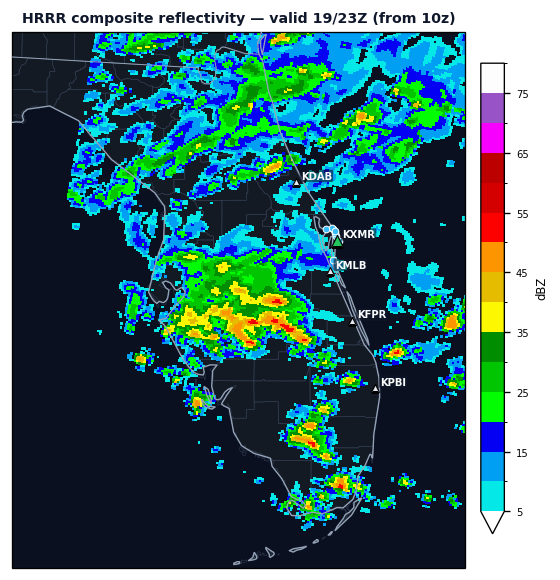 HRRR composite reflectivity — valid 19/23Z (from 10z)
KDAB
KXMR
KMLB
KFPR
KPBI
75
65
55
45
35
25
15
5
dBZ